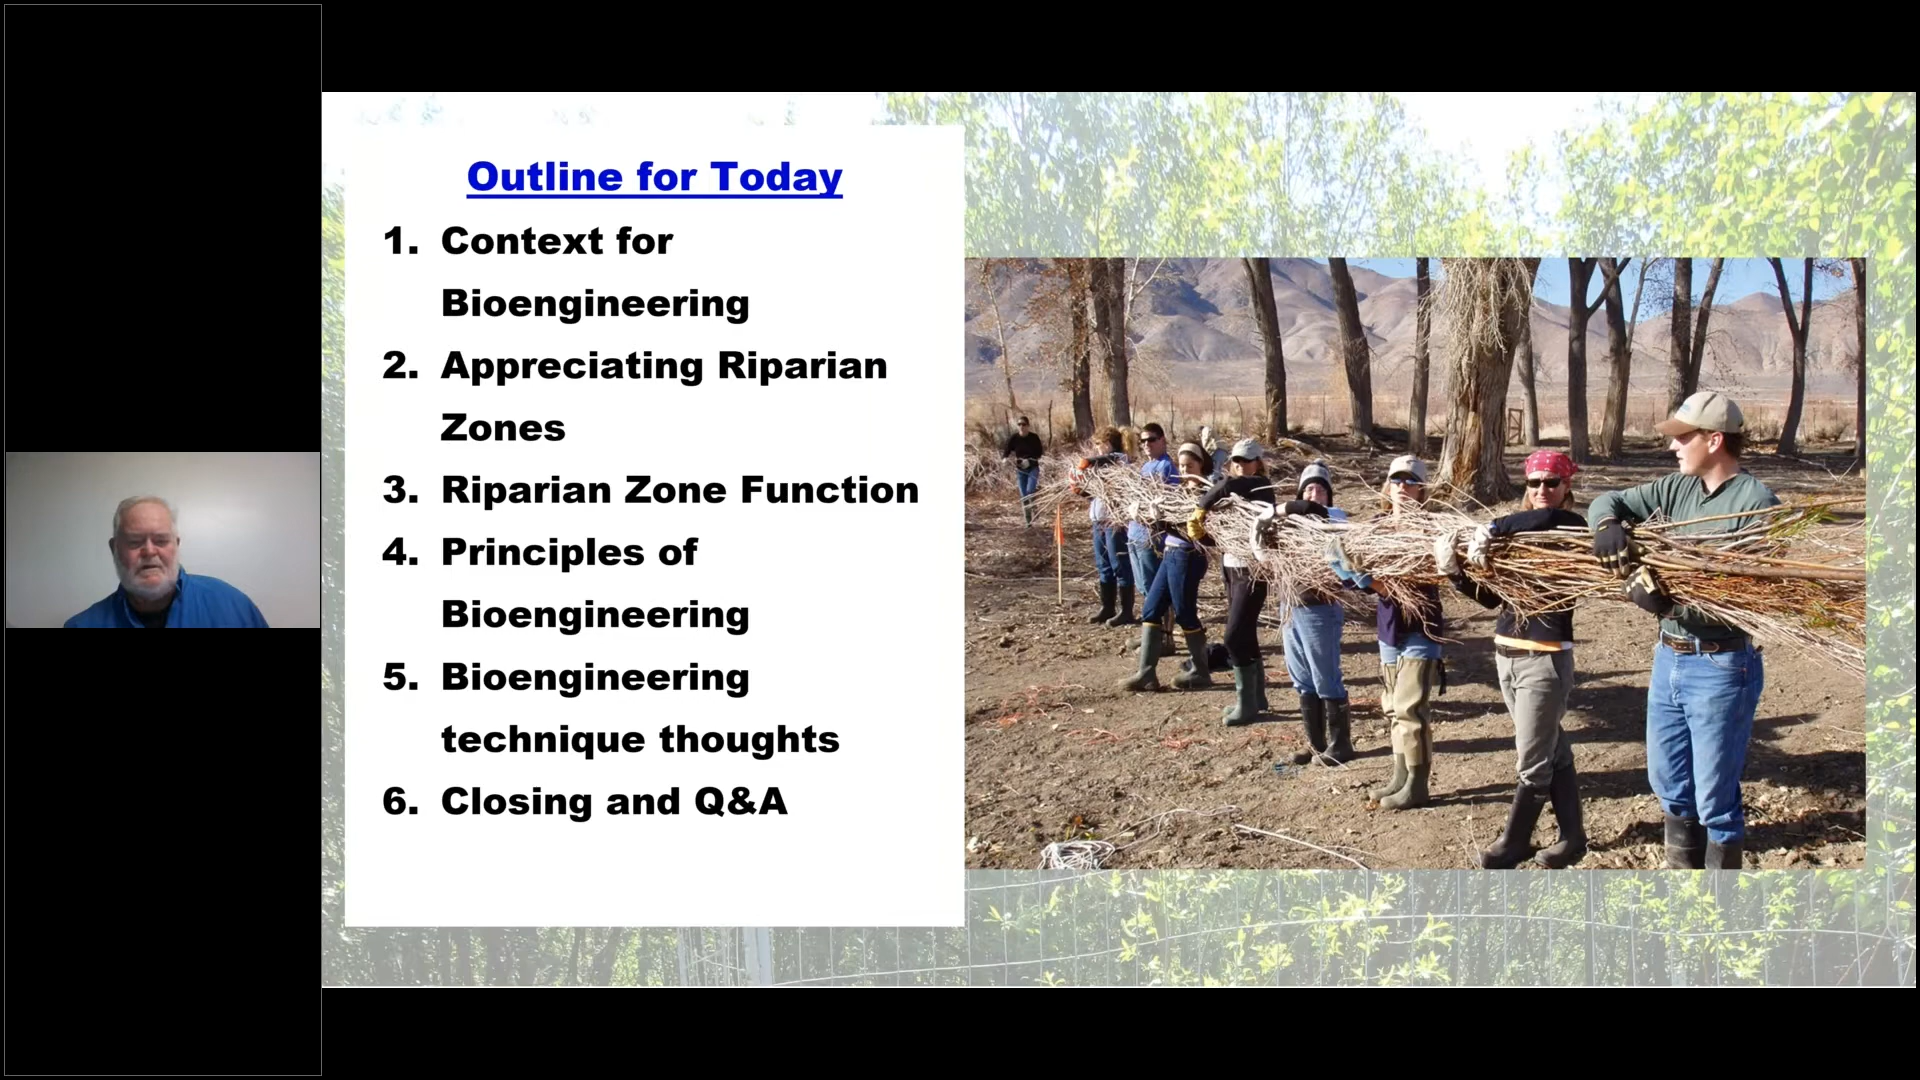 Outline for Today
1. Context for
Bioengineering
2. Appreciating Riparian
Zones
3. Riparian Zone Function
4. Principles of
Bioengineering
5. Bioengineering
technique thoughts
6. Closing and Q&A